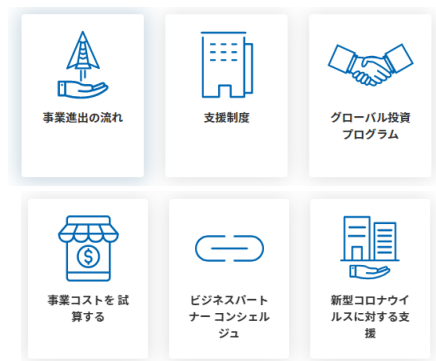 事業進出の流れ
支援制度
グローバル投資
プログラム
事業コストを 試
算する
ビジネスパート
ナー コンシェル
ジュ
新型コロナウイ
ルスに対する支
援